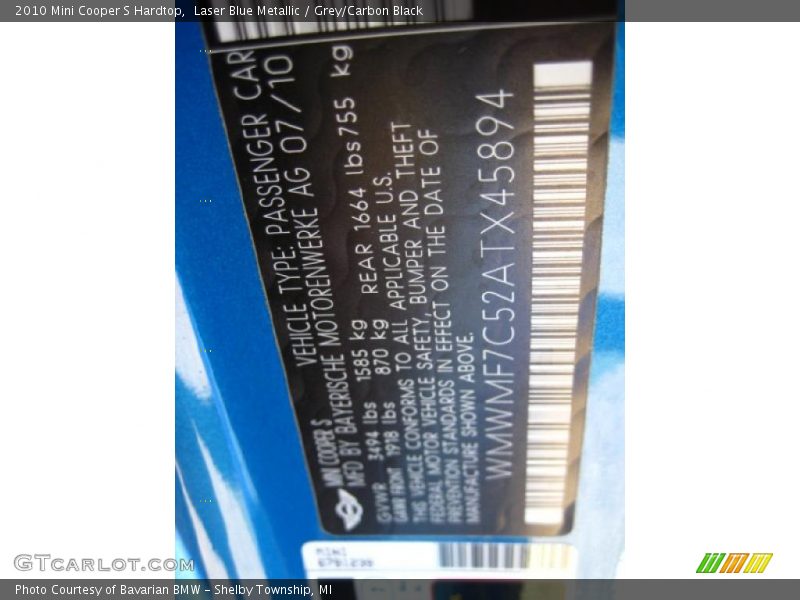 2010 Mini Cooper S Hardtop,  Laser Blue Metallic / Grey/Carbon Black
MINI COOPER S
VEHICLE TYPE: PASSENGER CAR
MFD BY BAYERISCHE MOTORENWERKE AG 07/10
GVWR 3494 lbs 1585 kg
GAWR FRONT 1918 lbs 870 kg REAR 1664 lbs 755 kg
THIS VEHICLE CONFORMS TO ALL APPLICABLE U.S.
FEDERAL MOTOR VEHICLE SAFETY, BUMPER AND THEFT
PREVENTION STANDARDS IN EFFECT ON THE DATE OF
MANUFACTURE SHOWN ABOVE.
WMWMF7C52ATX45894
MINI
GTCARLOT.COM
Photo Courtesy of Bavarian BMW – Shelby Township, MI